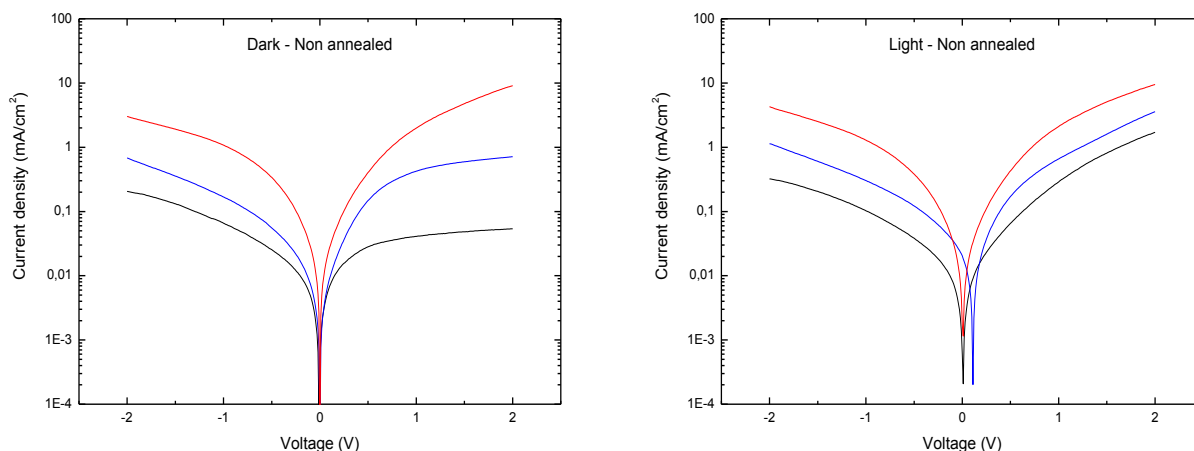 Dark - Non annealed
Current density (mA/cm²)
100
10
1
0,1
0,01
1E-3
1E-4
-2
-1
0
1
2
Voltage (V)
Light - Non annealed
Current density (mA/cm²)
100
10
1
0,1
0,01
1E-3
1E-4
-2
-1
0
1
2
Voltage (V)